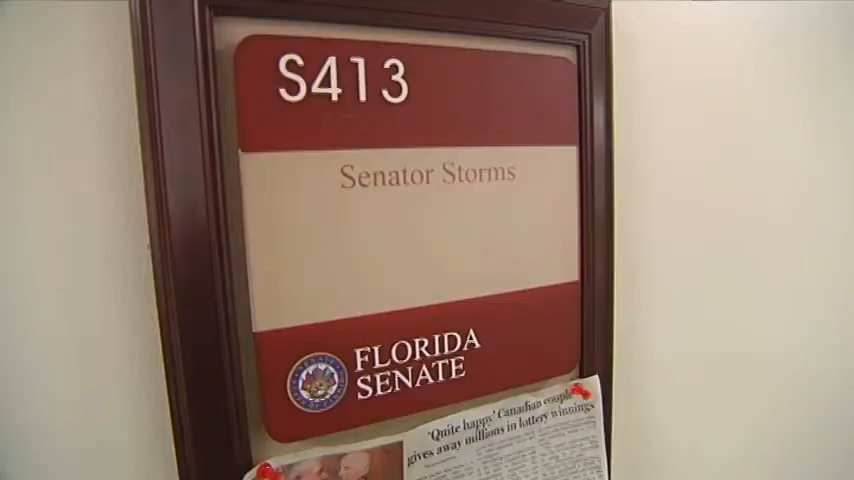 S413
Senator Storms
FLORIDA
SENATE
'Quite happy' Canadian couple
gives away millions in lottery winnings